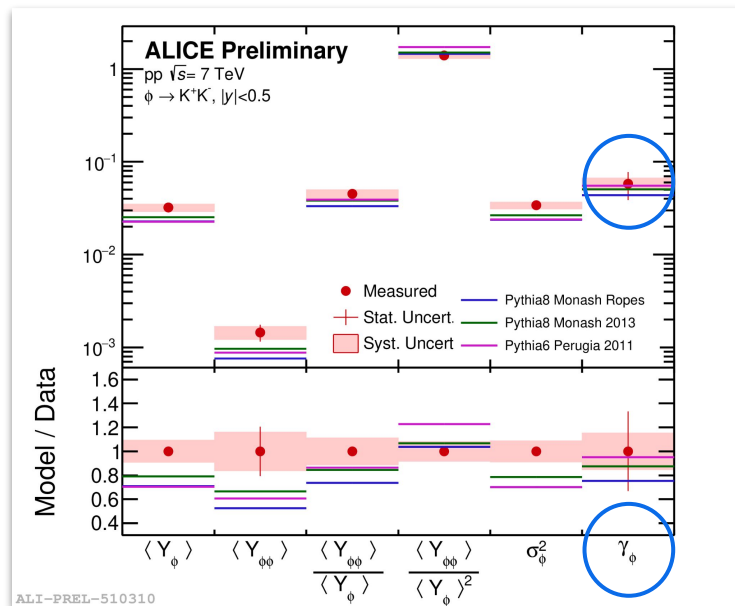 ALICE Preliminary
pp √s= 7 TeV
ϕ → K⁺K⁻, |y|<0.5
1
10⁻¹
10⁻²
10⁻³
Measured
Stat. Uncert.
Syst. Uncert
Pythia8 Monash Ropes
Pythia8 Monash 2013
Pythia6 Perugia 2011
Model / Data
1.6
1.4
1.2
1
0.8
0.6
0.4
⟨ Y_ϕ ⟩
⟨ Y_ϕϕ ⟩
⟨ Y_ϕϕ ⟩
⟨ Y_ϕ ⟩
⟨ Y_ϕϕ ⟩
⟨ Y_ϕ ⟩²
σ²_ϕ
γ_ϕ
ALI-PREL-510310